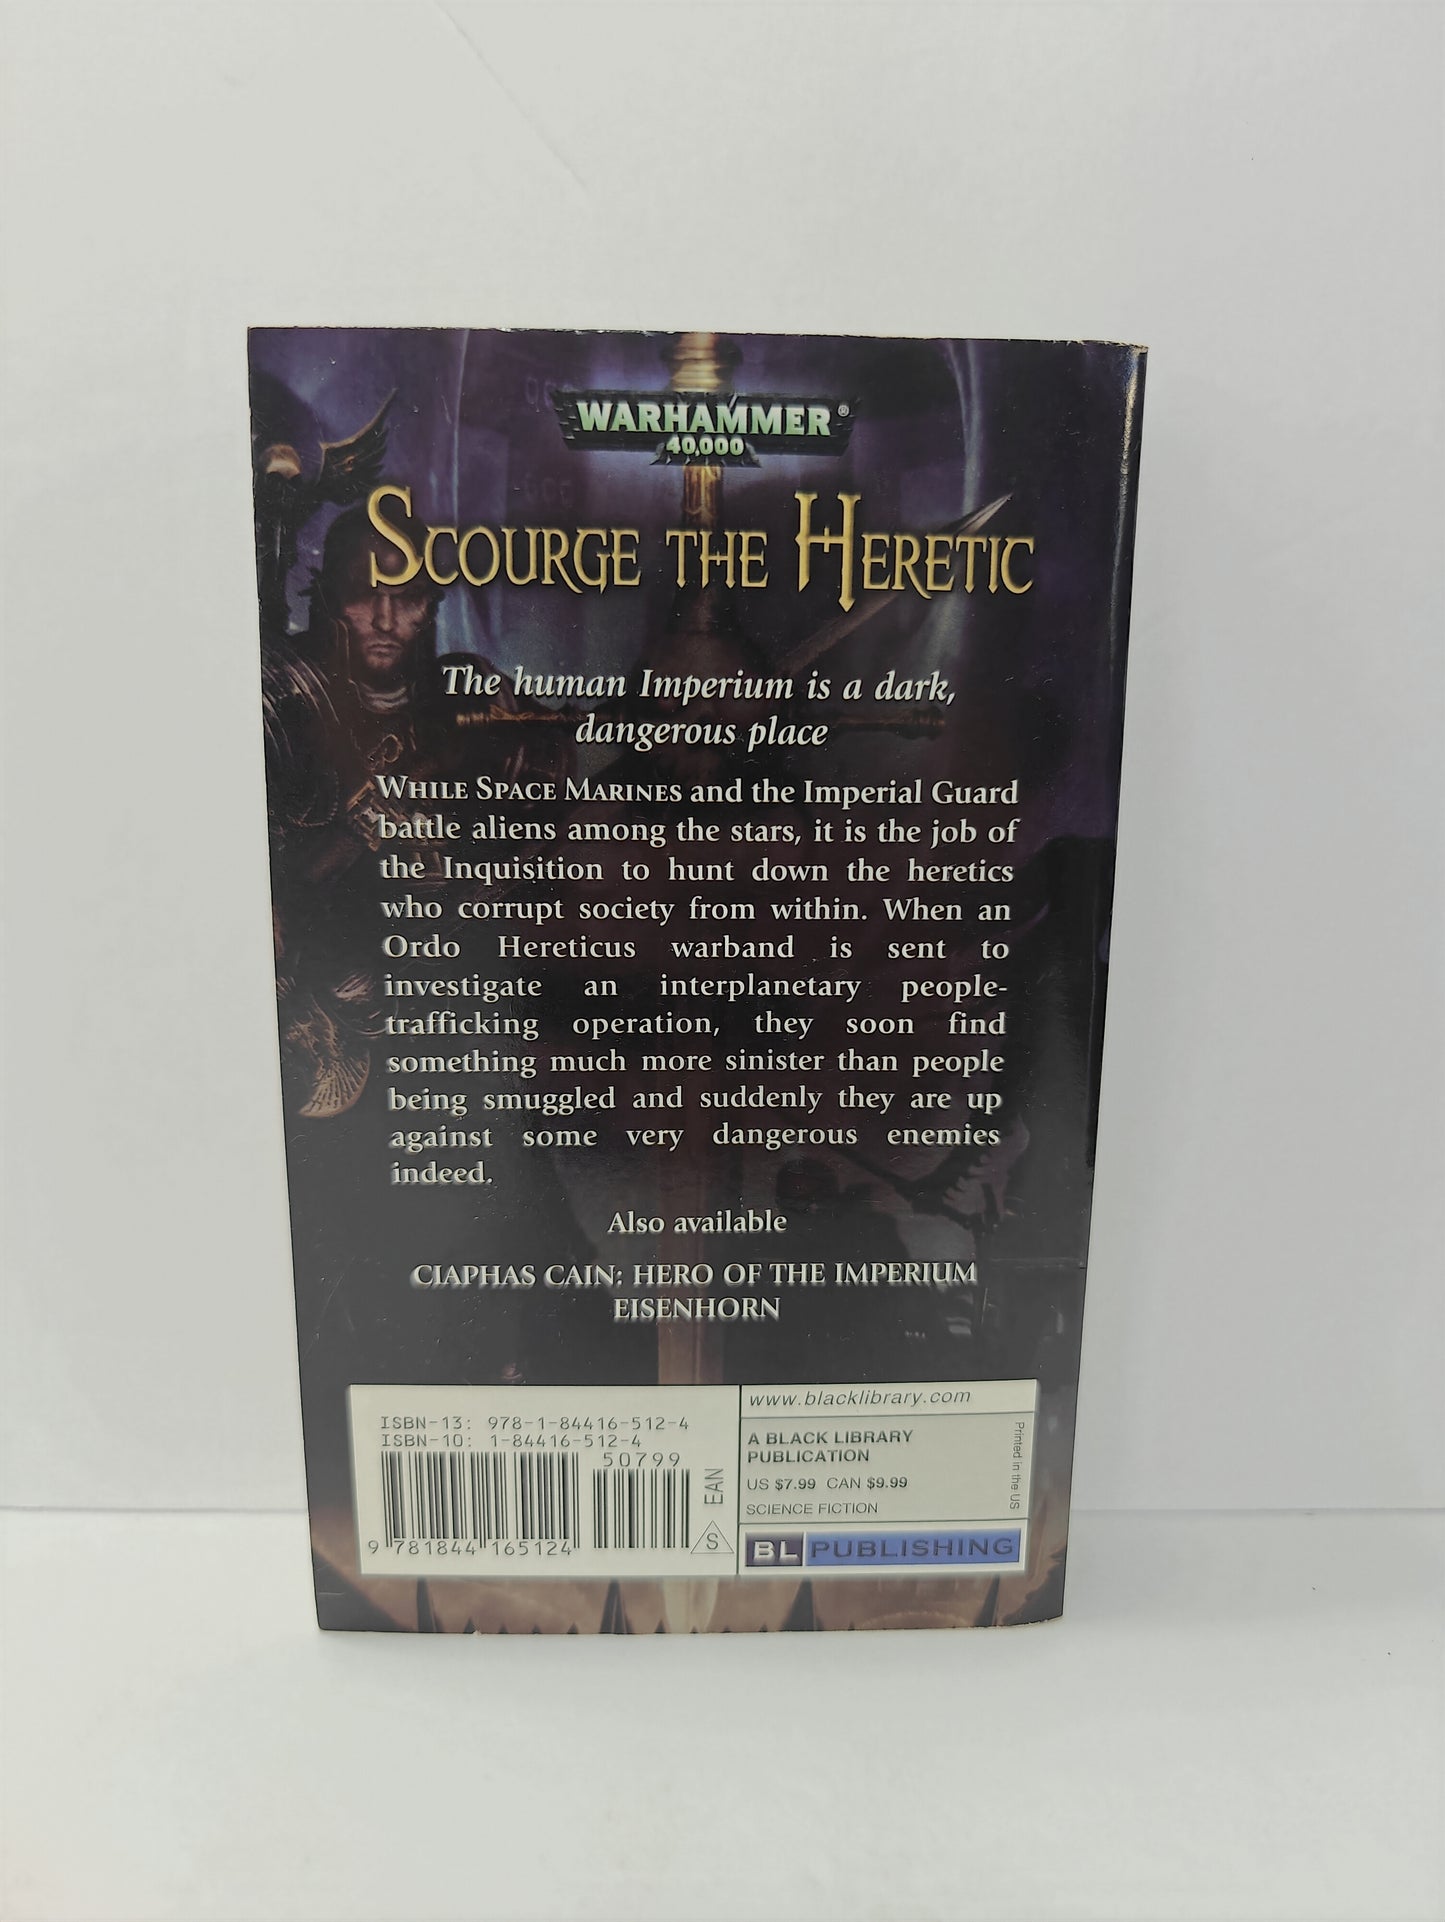 WARHAMMER®
40,000
SCOURGE THE HERETIC
The human Imperium is a dark,
dangerous place
WHILE SPACE MARINES and the Imperial Guard
battle aliens among the stars, it is the job of
the Inquisition to hunt down the heretics
who corrupt society from within. When an
Ordo Hereticus warband is sent to
investigate an interplanetary people-
trafficking operation, they soon find
something much more sinister than people
being smuggled and suddenly they are up
against some very dangerous enemies
indeed.
Also available
CIAPHAS CAIN: HERO OF THE IMPERIUM
EISENHORN
ISBN-13: 978-1-84416-512-4
ISBN-10: 1-84416-512-4
50799
9 781844 165124
EAN
S
www.blacklibrary.com
A BLACK LIBRARY
PUBLICATION
US $7.99 CAN $9.99
SCIENCE FICTION
Printed in the US
BL PUBLISHING